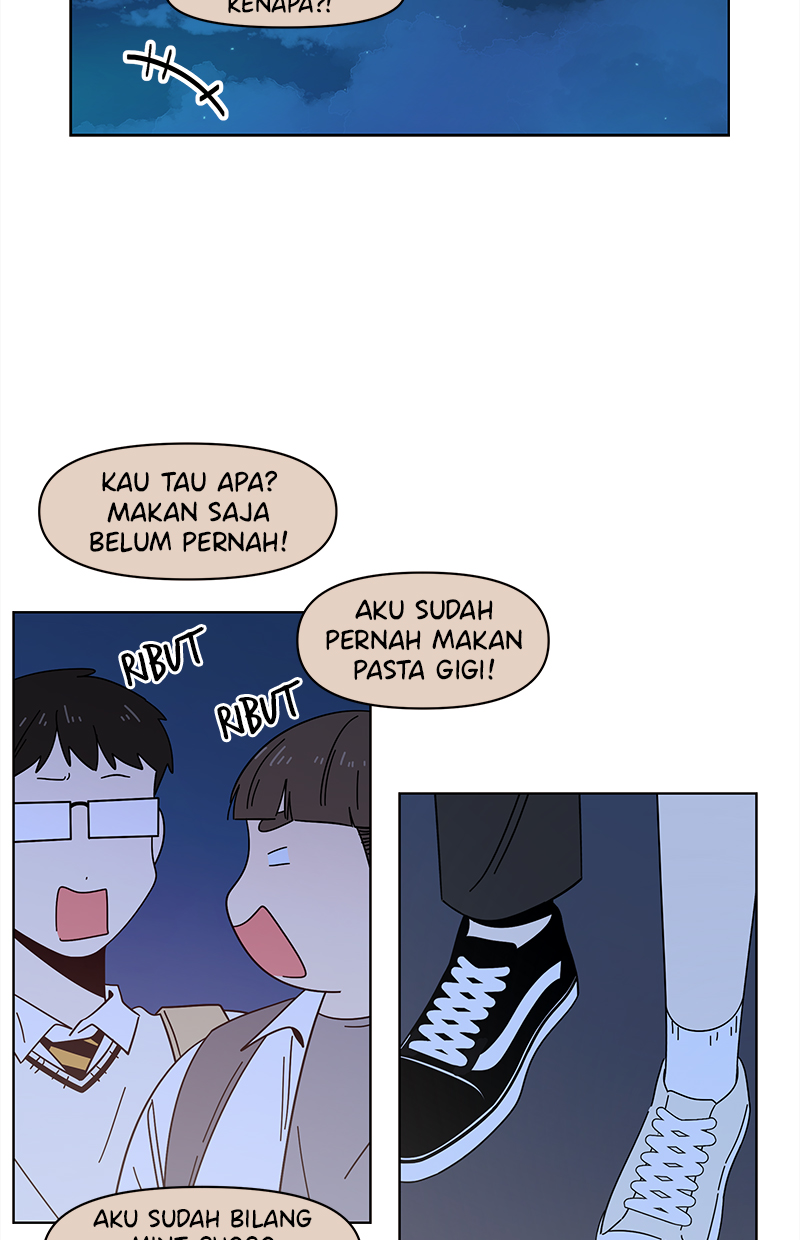 KENAPA?!
KAU TAU APA?
MAKAN SAJA
BELUM PERNAH!
AKU SUDAH
PERNAH MAKAN
PASTA GIGI!
RIBUT
RIBUT
AKU SUDAH BILANG